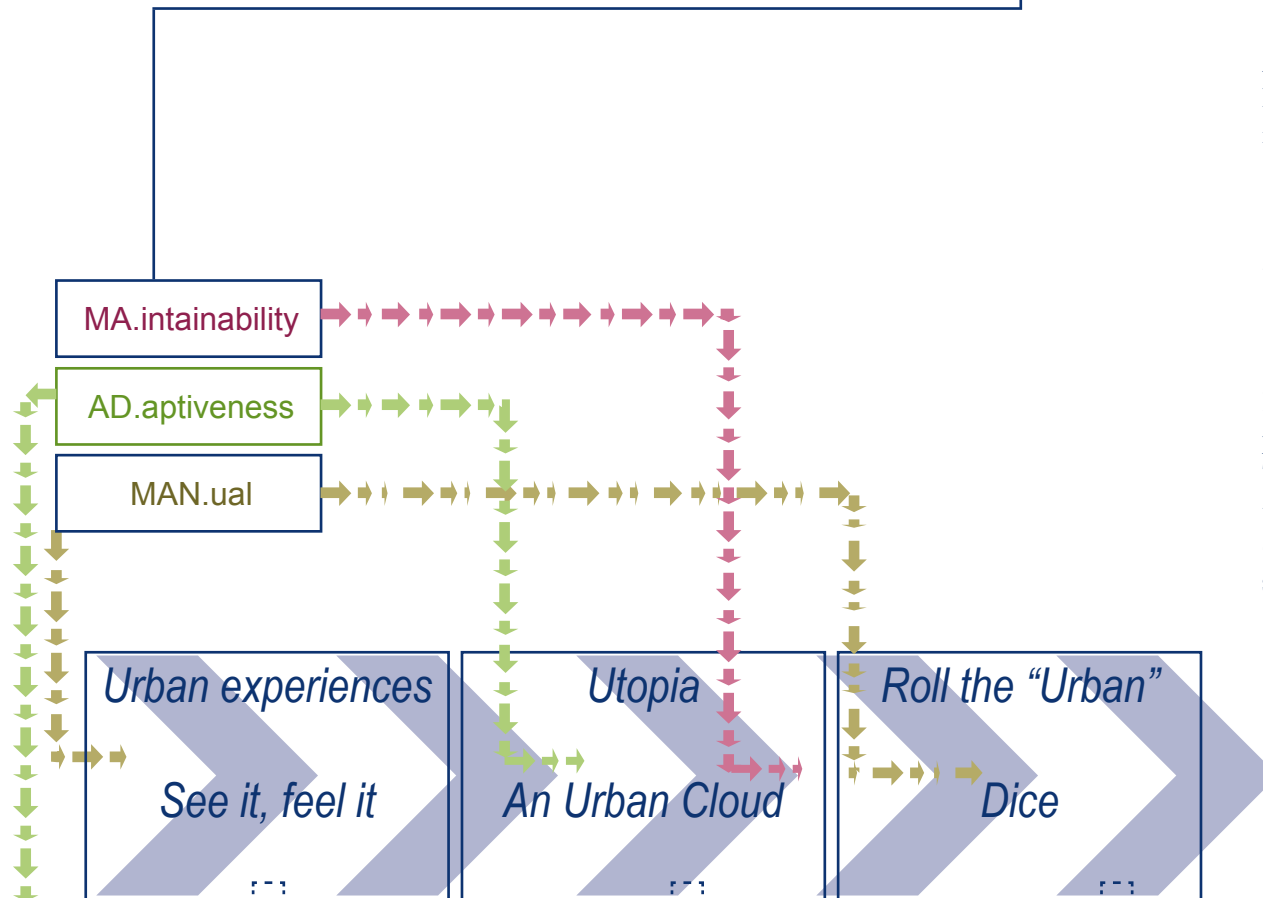 MA.intainability
AD.aptiveness
MAN.ual
Urban experiences
See it, feel it
Utopia
An Urban Cloud
Roll the “Urban”
Dice